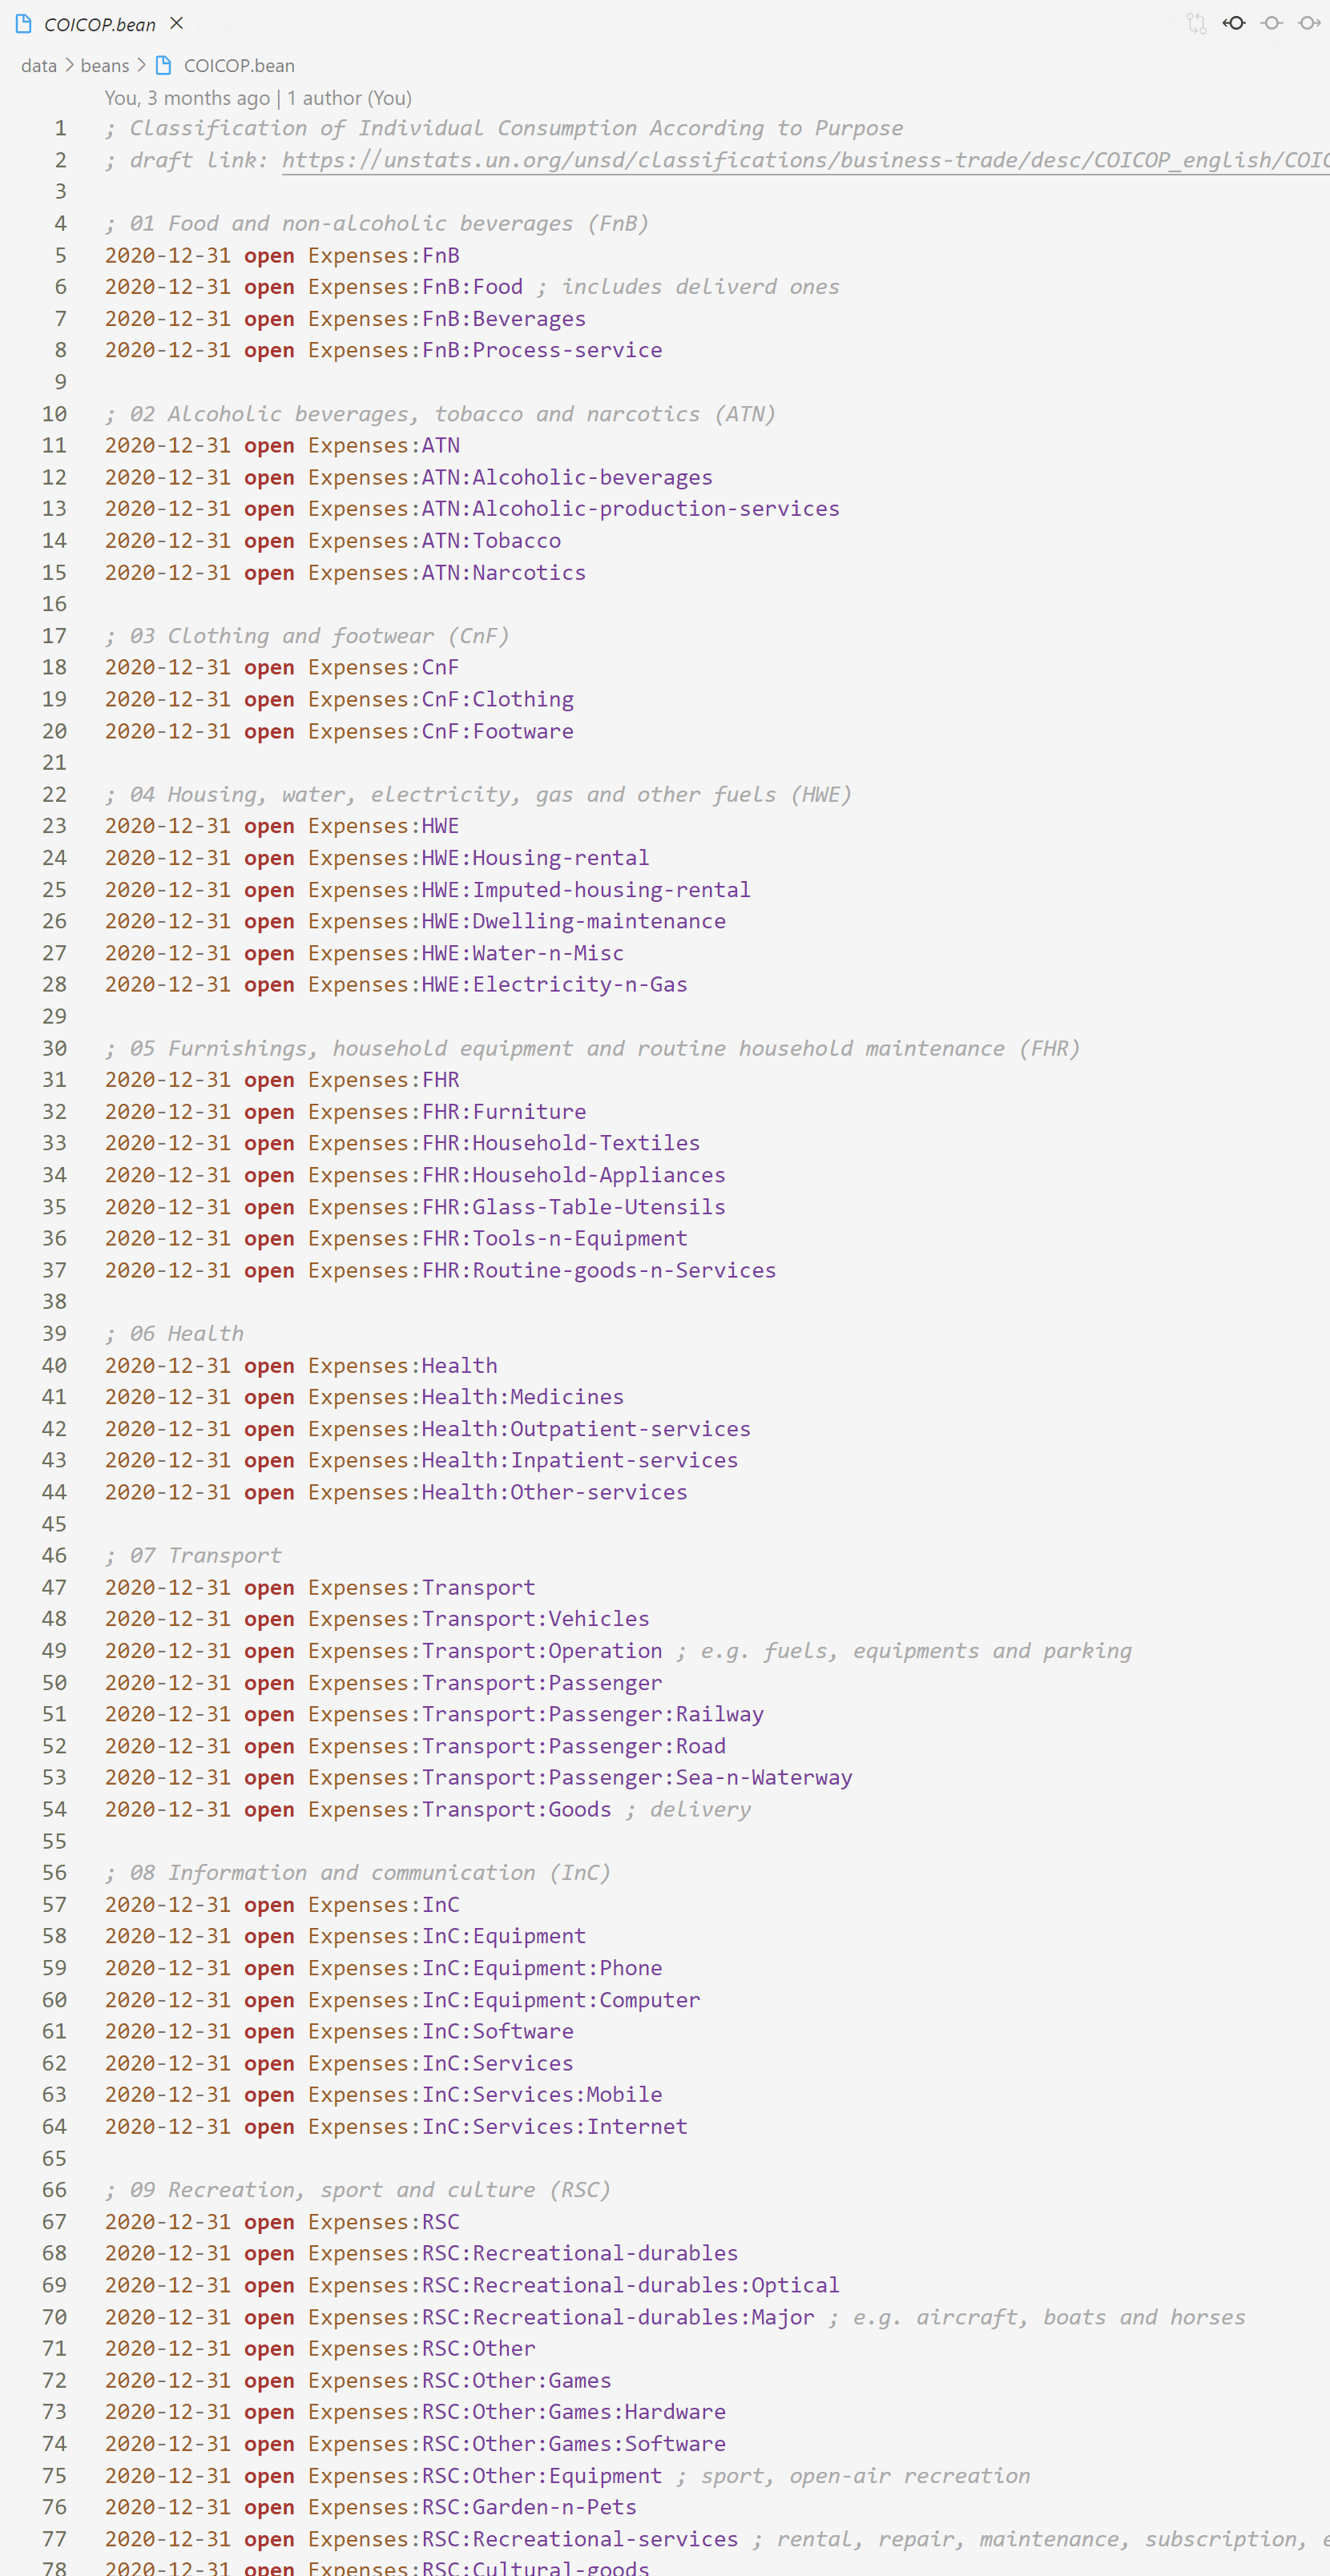 COICOP.bean
data > beans > COICOP.bean
You, 3 months ago | 1 author (You)
1 ; Classification of Individual Consumption According to Purpose
2 ; draft link: https://unstats.un.org/unsd/classifications/business-trade/desc/COICOP_english/COIC
3
4 ; 01 Food and non-alcoholic beverages (FnB)
5 2020-12-31 open Expenses:FnB
6 2020-12-31 open Expenses:FnB:Food ; includes deliverd ones
7 2020-12-31 open Expenses:FnB:Beverages
8 2020-12-31 open Expenses:FnB:Process-service
9
10 ; 02 Alcoholic beverages, tobacco and narcotics (ATN)
11 2020-12-31 open Expenses:ATN
12 2020-12-31 open Expenses:ATN:Alcoholic-beverages
13 2020-12-31 open Expenses:ATN:Alcoholic-production-services
14 2020-12-31 open Expenses:ATN:Tobacco
15 2020-12-31 open Expenses:ATN:Narcotics
16
17 ; 03 Clothing and footwear (CnF)
18 2020-12-31 open Expenses:CnF
19 2020-12-31 open Expenses:CnF:Clothing
20 2020-12-31 open Expenses:CnF:Footware
21
22 ; 04 Housing, water, electricity, gas and other fuels (HWE)
23 2020-12-31 open Expenses:HWE
24 2020-12-31 open Expenses:HWE:Housing-rental
25 2020-12-31 open Expenses:HWE:Imputed-housing-rental
26 2020-12-31 open Expenses:HWE:Dwelling-maintenance
27 2020-12-31 open Expenses:HWE:Water-n-Misc
28 2020-12-31 open Expenses:HWE:Electricity-n-Gas
29
30 ; 05 Furnishings, household equipment and routine household maintenance (FHR)
31 2020-12-31 open Expenses:FHR
32 2020-12-31 open Expenses:FHR:Furniture
33 2020-12-31 open Expenses:FHR:Household-Textiles
34 2020-12-31 open Expenses:FHR:Household-Appliances
35 2020-12-31 open Expenses:FHR:Glass-Table-Utensils
36 2020-12-31 open Expenses:FHR:Tools-n-Equipment
37 2020-12-31 open Expenses:FHR:Routine-goods-n-Services
38
39 ; 06 Health
40 2020-12-31 open Expenses:Health
41 2020-12-31 open Expenses:Health:Medicines
42 2020-12-31 open Expenses:Health:Outpatient-services
43 2020-12-31 open Expenses:Health:Inpatient-services
44 2020-12-31 open Expenses:Health:Other-services
45
46 ; 07 Transport
47 2020-12-31 open Expenses:Transport
48 2020-12-31 open Expenses:Transport:Vehicles
49 2020-12-31 open Expenses:Transport:Operation ; e.g. fuels, equipments and parking
50 2020-12-31 open Expenses:Transport:Passenger
51 2020-12-31 open Expenses:Transport:Passenger:Railway
52 2020-12-31 open Expenses:Transport:Passenger:Road
53 2020-12-31 open Expenses:Transport:Passenger:Sea-n-Waterway
54 2020-12-31 open Expenses:Transport:Goods ; delivery
55
56 ; 08 Information and communication (InC)
57 2020-12-31 open Expenses:InC
58 2020-12-31 open Expenses:InC:Equipment
59 2020-12-31 open Expenses:InC:Equipment:Phone
60 2020-12-31 open Expenses:InC:Equipment:Computer
61 2020-12-31 open Expenses:InC:Software
62 2020-12-31 open Expenses:InC:Services
63 2020-12-31 open Expenses:InC:Services:Mobile
64 2020-12-31 open Expenses:InC:Services:Internet
65
66 ; 09 Recreation, sport and culture (RSC)
67 2020-12-31 open Expenses:RSC
68 2020-12-31 open Expenses:RSC:Recreational-durables
69 2020-12-31 open Expenses:RSC:Recreational-durables:Optical
70 2020-12-31 open Expenses:RSC:Recreational-durables:Major ; e.g. aircraft, boats and horses
71 2020-12-31 open Expenses:RSC:Other
72 2020-12-31 open Expenses:RSC:Other:Games
73 2020-12-31 open Expenses:RSC:Other:Games:Hardware
74 2020-12-31 open Expenses:RSC:Other:Games:Software
75 2020-12-31 open Expenses:RSC:Other:Equipment ; sport, open-air recreation
76 2020-12-31 open Expenses:RSC:Garden-n-Pets
77 2020-12-31 open Expenses:RSC:Recreational-services ; rental, repair, maintenance, subscription,
78 2020-12-31 open Expenses:RSC:Cultural-goods